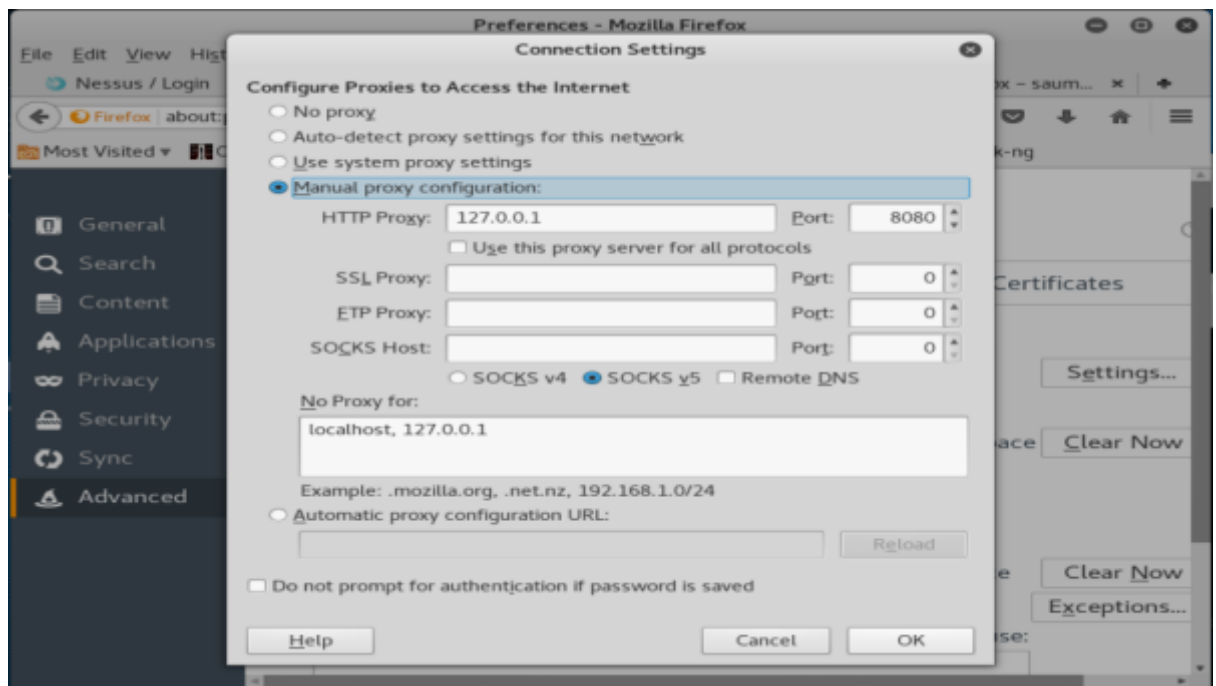 Preferences - Mozilla Firefox
File Edit View Hist
Connection Settings
Nessus / Login
ox – saum...
Configure Proxies to Access the Internet
Firefox about:p
No proxy
Auto-detect proxy settings for this network
Most Visited
k-ng
Use system proxy settings
Manual proxy configuration:
General
HTTP Proxy: 127.0.0.1 Port: 8080
Use this proxy server for all protocols
Search
SSL Proxy: Port: 0
Certificates
Content
FTP Proxy: Port: 0
Applications
SOCKS Host: Port: 0
Privacy
SOCKS v4 SOCKS v5 Remote DNS
Settings...
No Proxy for:
Security
localhost, 127.0.0.1
ace Clear Now
Sync
Advanced
Example: .mozilla.org, .net.nz, 192.168.1.0/24
Automatic proxy configuration URL:
Reload
Do not prompt for authentication if password is saved
e Clear Now
Exceptions...
Help Cancel OK
use: